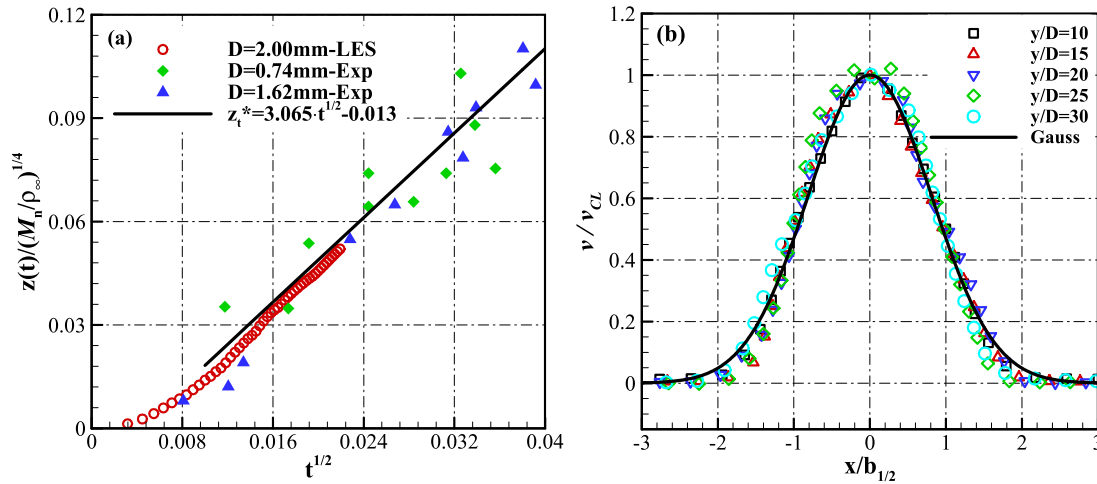 (a)
D=2.00mm-LES
D=0.74mm-Exp
D=1.62mm-Exp
z_t*=3.065·t^1/2-0.013
z(t)/(M_n/ρ_∞)^1/4
0.12
0.09
0.06
0.03
0
0 0.008 0.016 0.024 0.032 0.04
t^1/2
(b)
y/D=10
y/D=15
y/D=20
y/D=25
y/D=30
Gauss
v / v_CL
1.2
1
0.8
0.6
0.4
0.2
0
-3 -2 -1 0 1 2 3
x/b_1/2